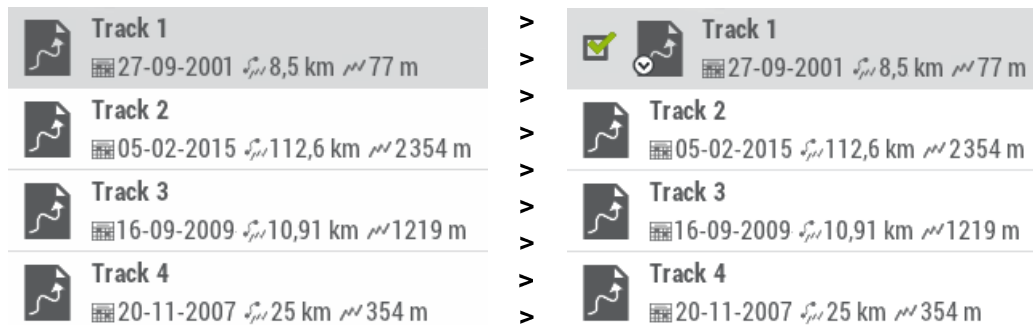 Track 1
27-09-2001 8,5 km 77 m
Track 2
05-02-2015 112,6 km 2354 m
Track 3
16-09-2009 10,91 km 1219 m
Track 4
20-11-2007 25 km 354 m
>
>
>
>
>
>
>
>
>
Track 1
27-09-2001 8,5 km 77 m
Track 2
05-02-2015 112,6 km 2354 m
Track 3
16-09-2009 10,91 km 1219 m
Track 4
20-11-2007 25 km 354 m